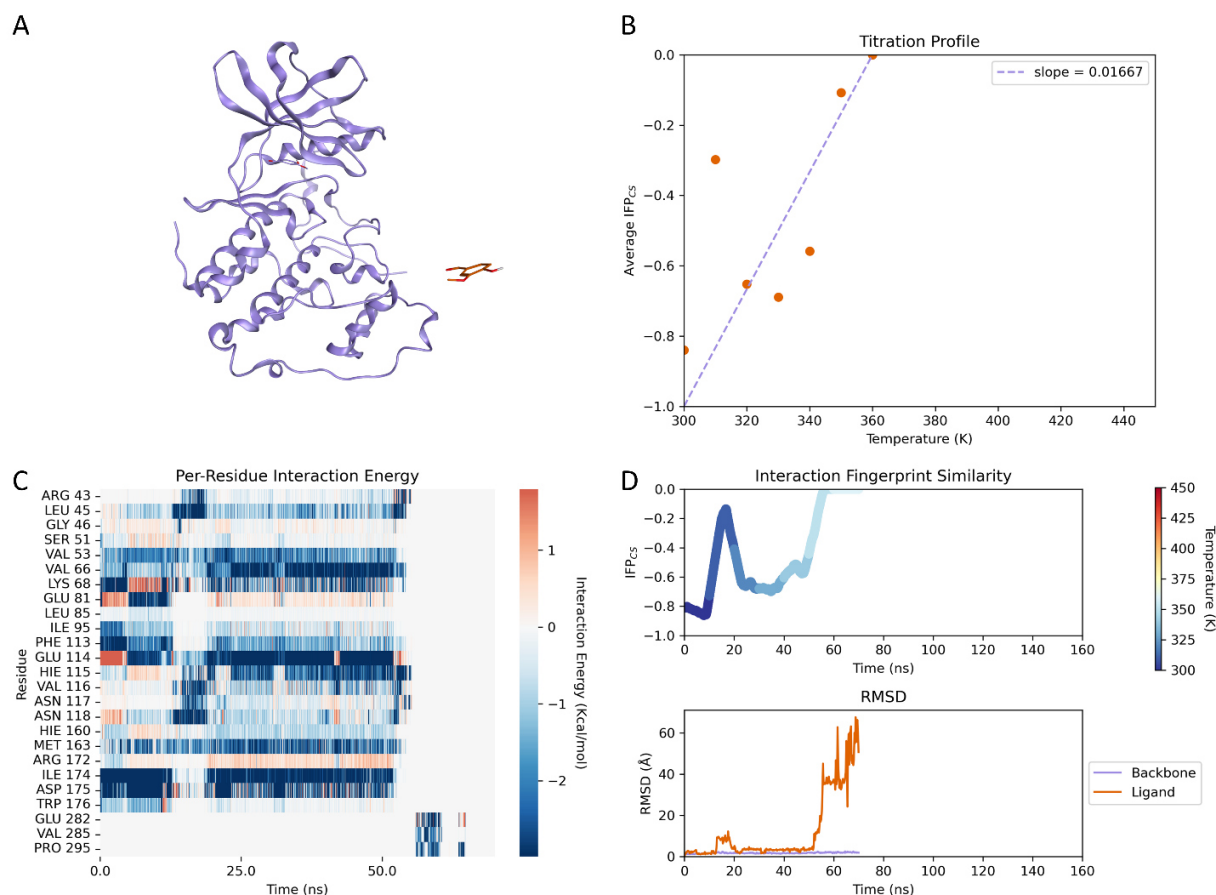 A
B
Titration Profile
slope = 0.01667
Average IFP_CS
0.0
−0.2
−0.4
−0.6
−0.8
−1.0
300 320 340 360 380 400 420 440
Temperature (K)
C
Per-Residue Interaction Energy
Residue
ARG 43
LEU 45
GLY 46
SER 51
VAL 53
VAL 66
LYS 68
GLU 81
LEU 85
ILE 95
PHE 113
GLU 114
HIE 115
VAL 116
ASN 117
ASN 118
HIE 160
MET 163
ARG 172
ILE 174
ASP 175
TRP 176
GLU 282
VAL 285
PRO 295
0.0 25.0 50.0
Time (ns)
1
0
−1
−2
Interaction Energy (Kcal/mol)
D
Interaction Fingerprint Similarity
IFP_CS
0.0
−0.2
−0.4
−0.6
−0.8
−1.0
0 20 40 60 80 100 120 140 160
Time (ns)
450
425
400
375
350
325
300
Temperature (K)
RMSD
RMSD (Å)
60
40
20
0
0 20 40 60 80 100 120 140 160
Time (ns)
Backbone
Ligand